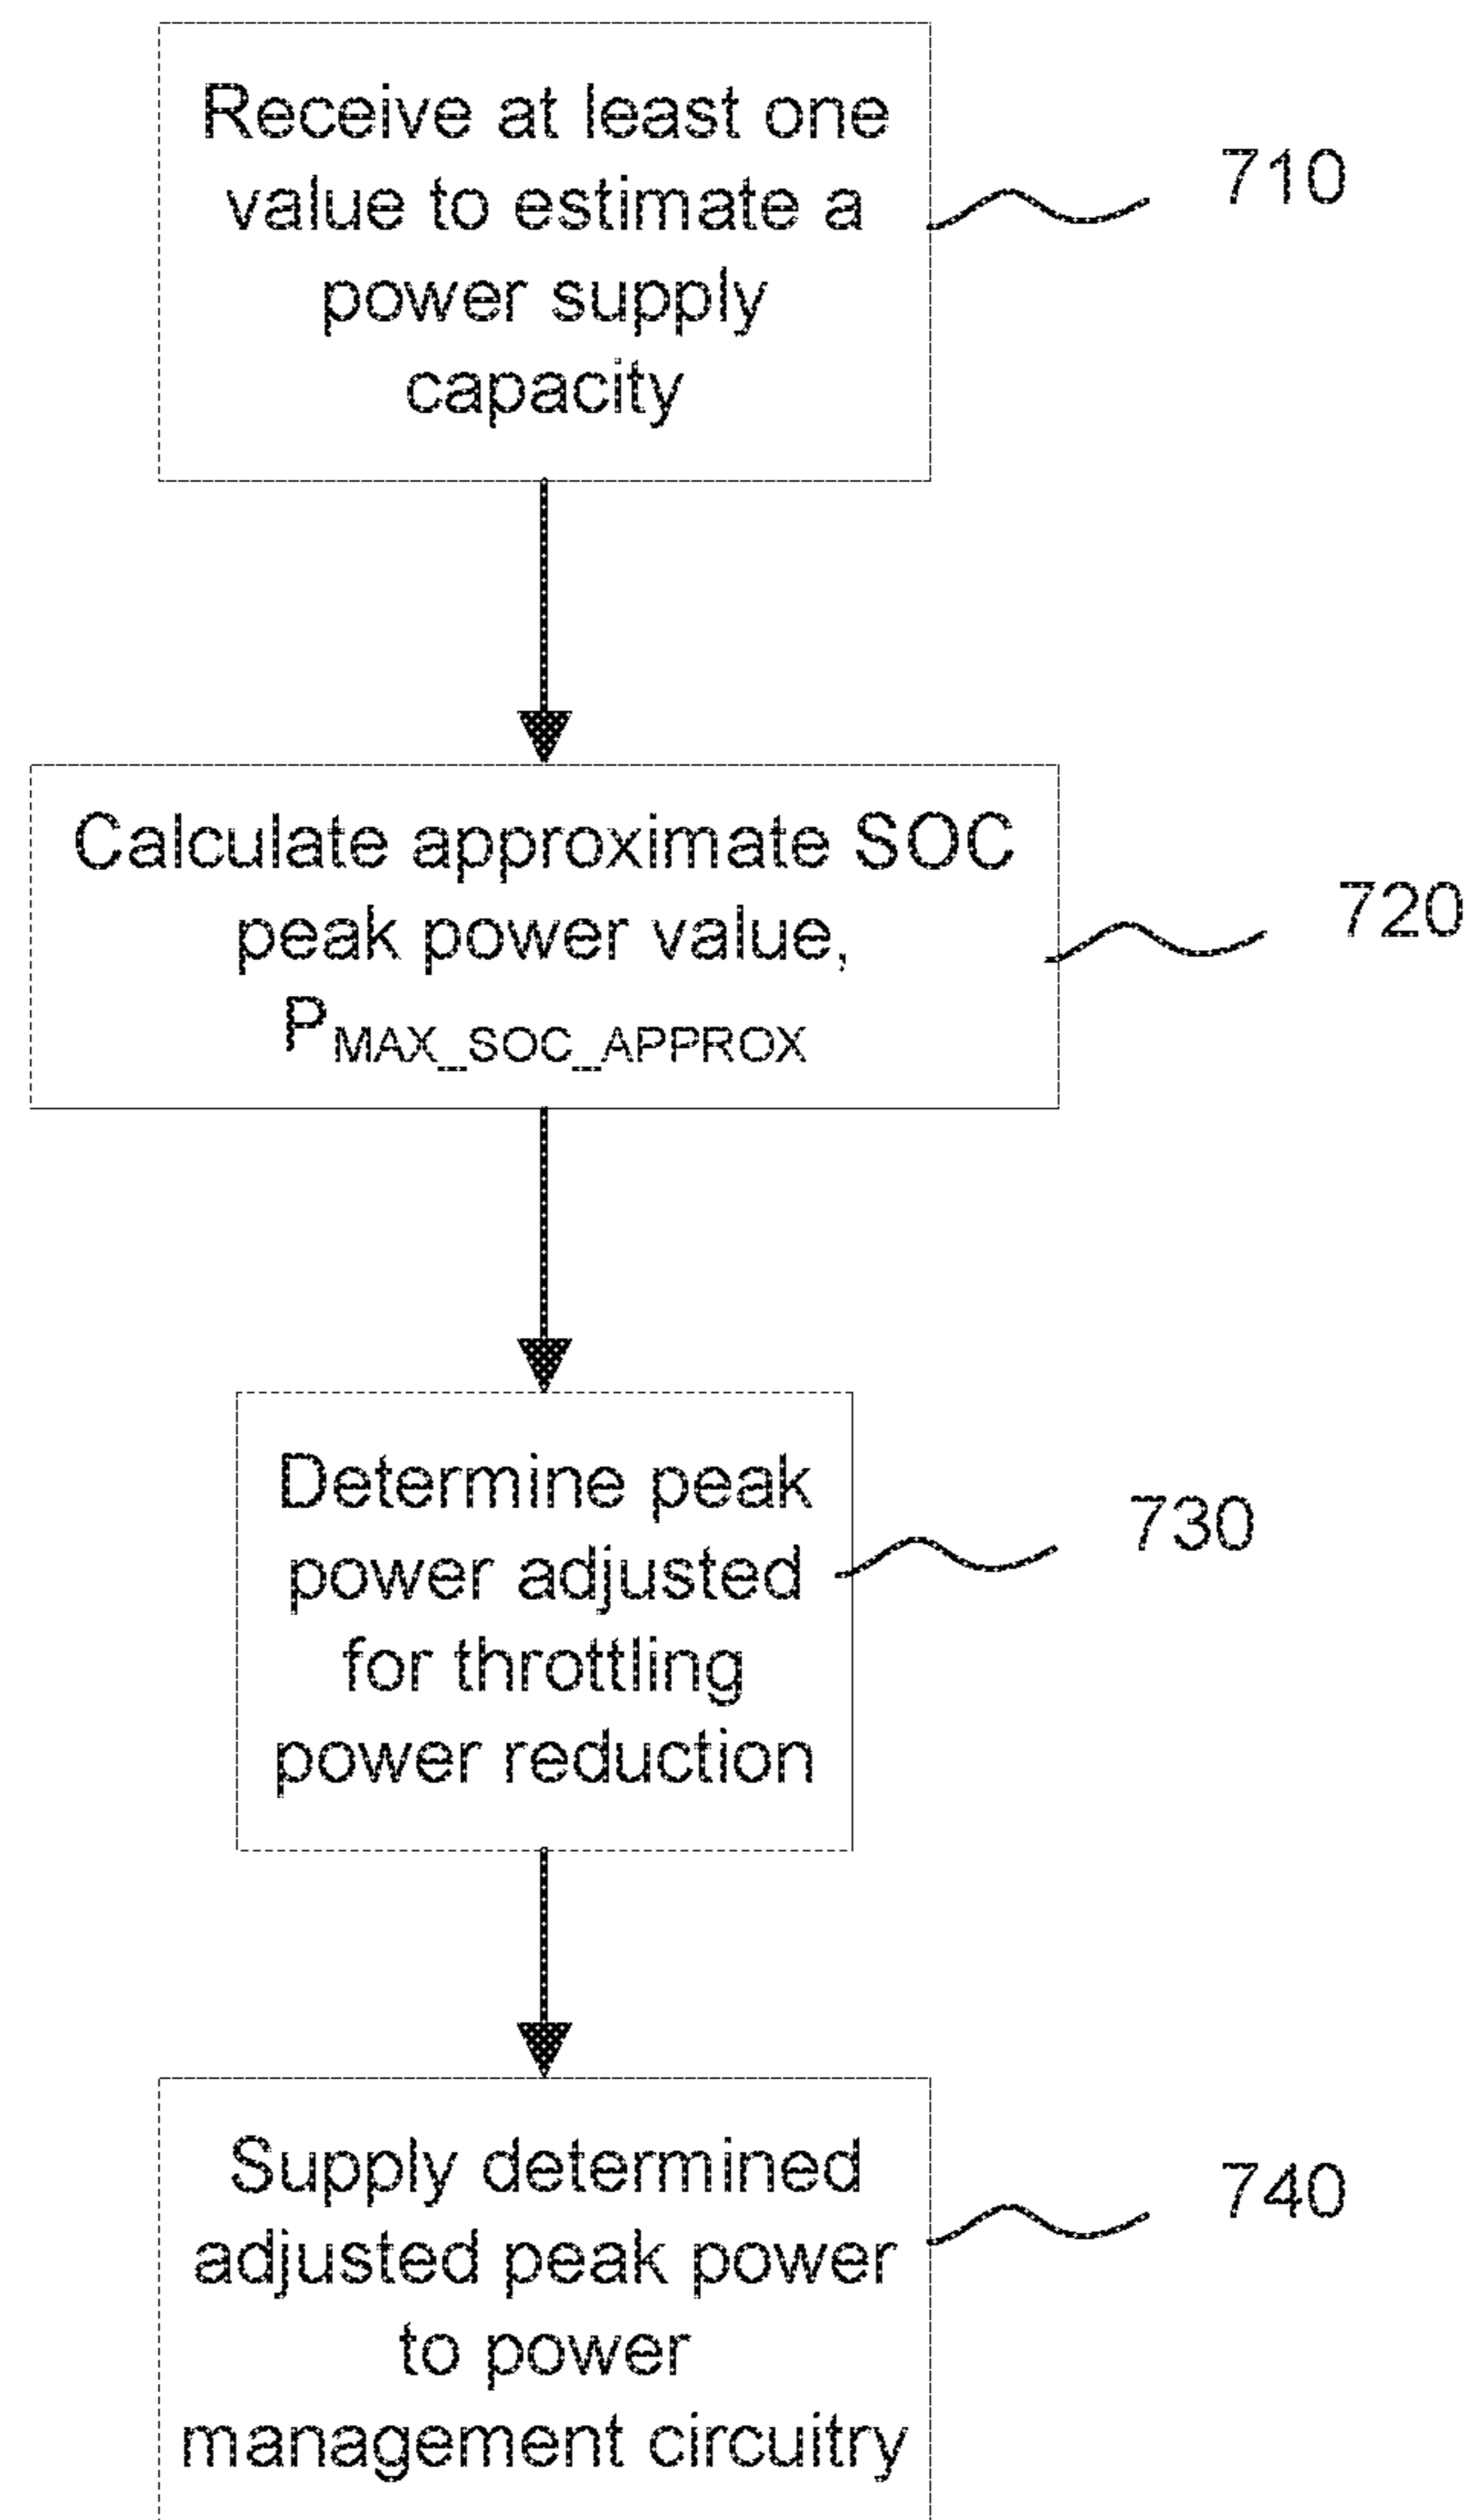 Receive at least one
value to estimate a
power supply
capacity
710
Calculate approximate SOC
peak power value,
PMAX_SOC_APPROX
720
Determine peak
power adjusted
for throttling
power reduction
730
Supply determined
adjusted peak power
to power
management circuitry
740